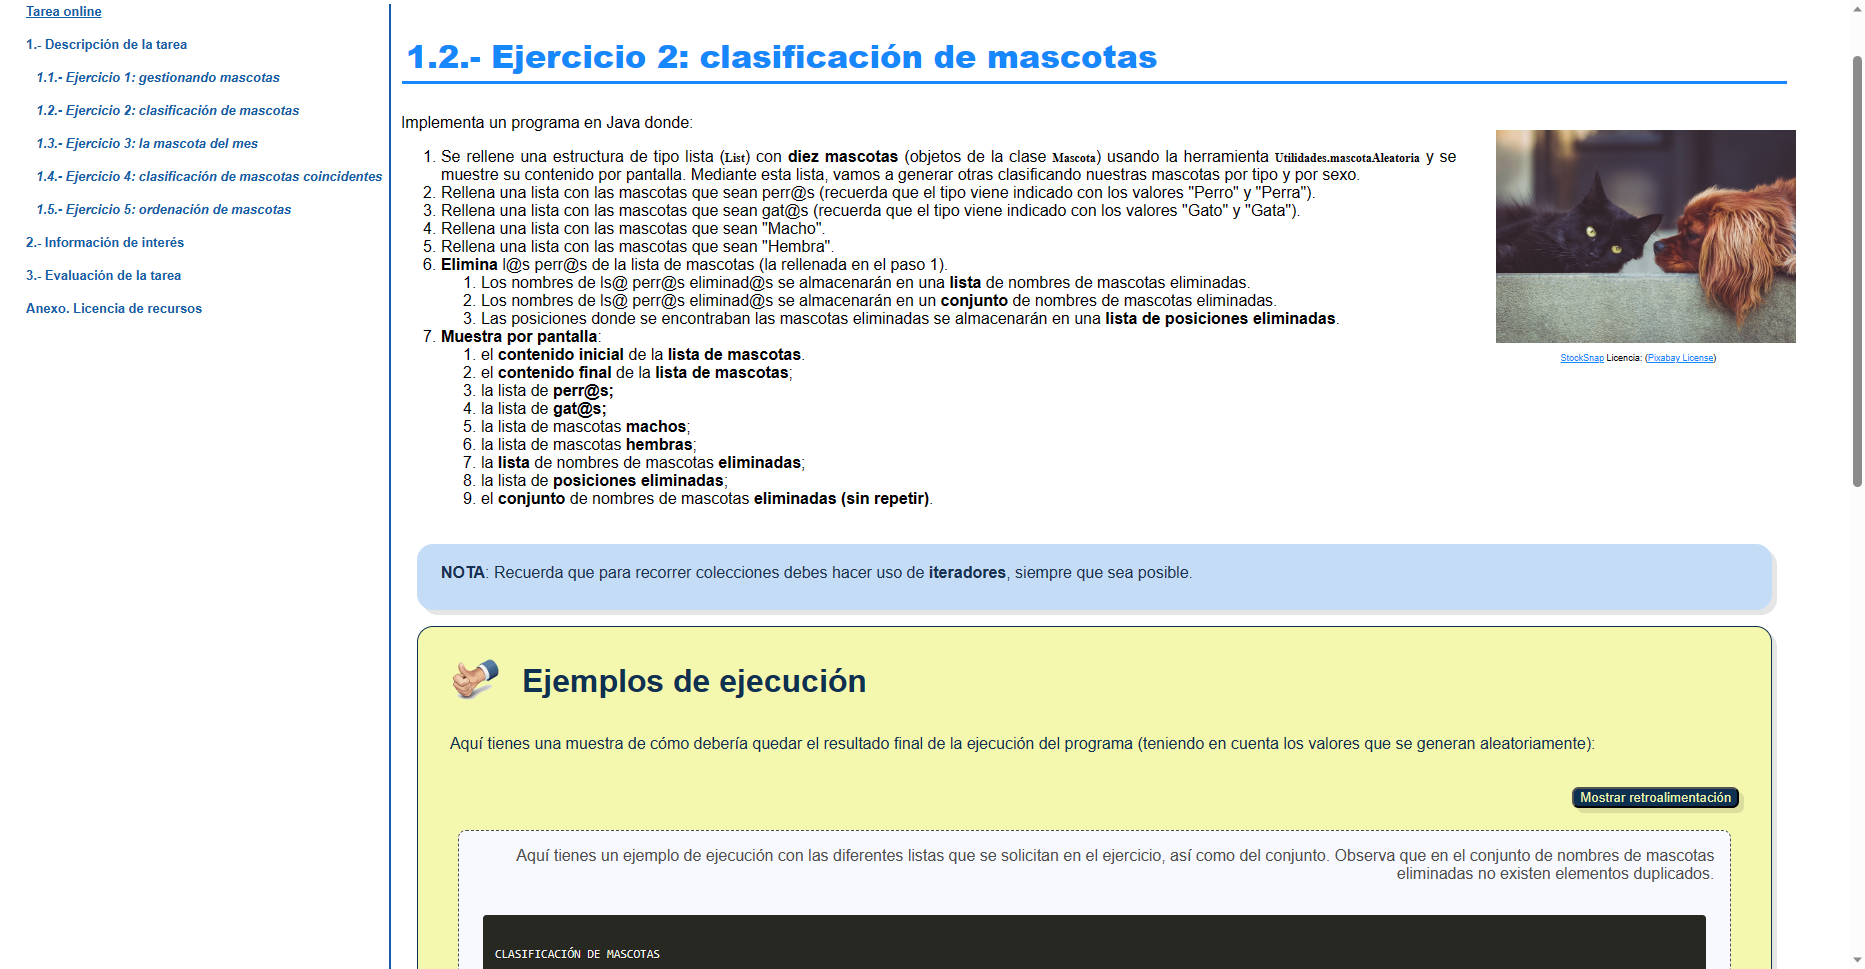 Tarea online
1.- Descripción de la tarea
1.1.- Ejercicio 1: gestionando mascotas
1.2.- Ejercicio 2: clasificación de mascotas
1.3.- Ejercicio 3: la mascota del mes
1.4.- Ejercicio 4: clasificación de mascotas coincidentes
1.5.- Ejercicio 5: ordenación de mascotas
2.- Información de interés
3.- Evaluación de la tarea
Anexo. Licencia de recursos
1.2.- Ejercicio 2: clasificación de mascotas
Implementa un programa en Java donde:
1. Se rellene una estructura de tipo lista (List) con diez mascotas (objetos de la clase Mascota) usando la herramienta Utilidades.mascotaAleatoria y se
muestre su contenido por pantalla. Mediante esta lista, vamos a generar otras clasificando nuestras mascotas por tipo y por sexo.
2. Rellena una lista con las mascotas que sean perr@s (recuerda que el tipo viene indicado con los valores "Perro" y "Perra").
3. Rellena una lista con las mascotas que sean gat@s (recuerda que el tipo viene indicado con los valores "Gato" y "Gata").
4. Rellena una lista con las mascotas que sean "Macho".
5. Rellena una lista con las mascotas que sean "Hembra".
6. Elimina l@s perr@s de la lista de mascotas (la rellenada en el paso 1).
1. Los nombres de ls@ perr@s eliminad@s se almacenarán en una lista de nombres de mascotas eliminadas.
2. Los nombres de ls@ perr@s eliminad@s se almacenarán en un conjunto de nombres de mascotas eliminadas.
3. Las posiciones donde se encontraban las mascotas eliminadas se almacenarán en una lista de posiciones eliminadas.
7. Muestra por pantalla:
1. el contenido inicial de la lista de mascotas.
2. el contenido final de la lista de mascotas;
3. la lista de perr@s;
4. la lista de gat@s;
5. la lista de mascotas machos;
6. la lista de mascotas hembras;
7. la lista de nombres de mascotas eliminadas;
8. la lista de posiciones eliminadas;
9. el conjunto de nombres de mascotas eliminadas (sin repetir).
StockSnap Licencia: (Pixabay License)
NOTA: Recuerda que para recorrer colecciones debes hacer uso de iteradores, siempre que sea posible.
Ejemplos de ejecución
Aquí tienes una muestra de cómo debería quedar el resultado final de la ejecución del programa (teniendo en cuenta los valores que se generan aleatoriamente):
Mostrar retroalimentación
Aquí tienes un ejemplo de ejecución con las diferentes listas que se solicitan en el ejercicio, así como del conjunto. Observa que en el conjunto de nombres de mascotas
eliminadas no existen elementos duplicados.
CLASIFICACIÓN DE MASCOTAS